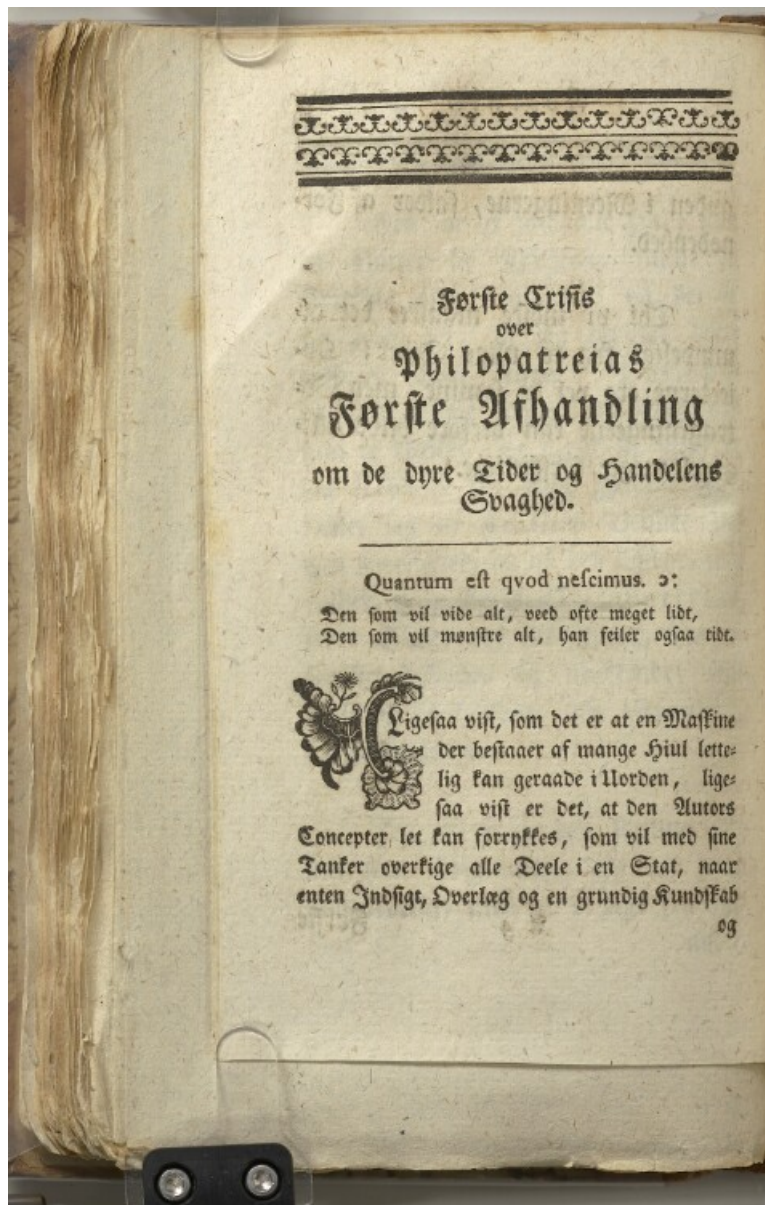 Første Crisis
over
Philopatreias
Første Afhandling
om de dyre Tider og Handelens
Svaghed.
Quantum est qvod nescimus. ɔ:
Den som vil vide alt, veed ofte meget lidt,
Den som vil mønstre alt, han feiler ogsaa tidt.
Ligesaa vist, som det er at en Maskine
der bestaaer af mange Hiul lette-
lig kan geraade i Uorden, lige-
saa vist er det, at den Autors
Concepter let kan forrykkes, som vil med sine
Tanker overkige alle Deele i en Stat, naar
enten Indsigt, Overlæg og en grundig Kundskab
og